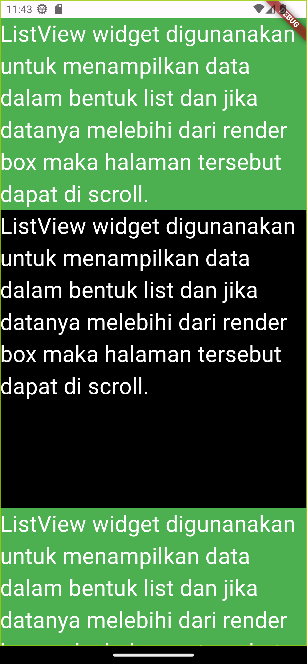 11:43
DEBUG
ListView widget digunanakan
untuk menampilkan data
dalam bentuk list dan jika
datanya melebihi dari render
box maka halaman tersebut
dapat di scroll.
ListView widget digunanakan
untuk menampilkan data
dalam bentuk list dan jika
datanya melebihi dari render
box maka halaman tersebut
dapat di scroll.
ListView widget digunanakan
untuk menampilkan data
dalam bentuk list dan jika
datanya melebihi dari render